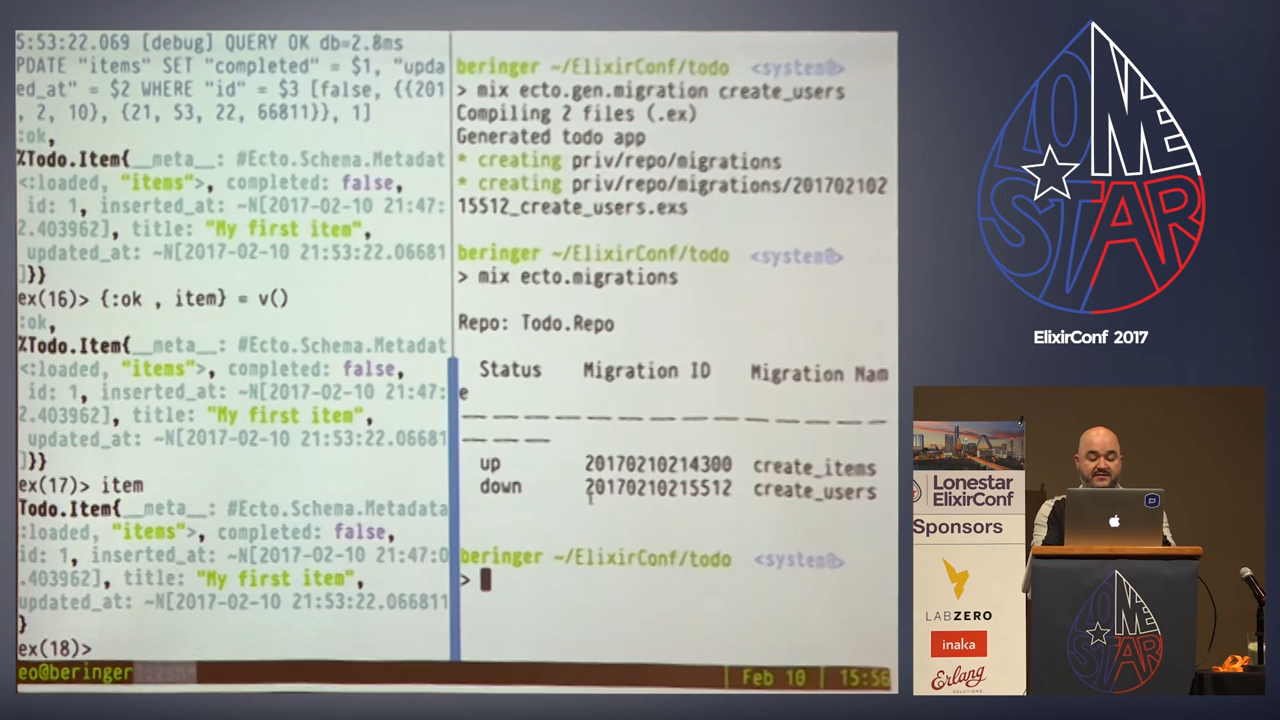 5:53:22.069 [debug] QUERY OK db=2.8ms
PDATE "items" SET "completed" = $1, "upda
ed_at" = $2 WHERE "id" = $3 [false, {{201
, 2, 10}, {21, 53, 22, 66811}}, 1]
:ok,
%Todo.Item{__meta__: #Ecto.Schema.Metadat
<:loaded, "items">, completed: false,
id: 1, inserted_at: ~N[2017-02-10 21:47:
2.403962], title: "My first item",
updated_at: ~N[2017-02-10 21:53:22.06681
]}}
ex(16)> {:ok , item} = v()
:ok,
%Todo.Item{__meta__: #Ecto.Schema.Metadat
<:loaded, "items">, completed: false,
id: 1, inserted_at: ~N[2017-02-10 21:47:
2.403962], title: "My first item",
updated_at: ~N[2017-02-10 21:53:22.06681
]}}
ex(17)> item
Todo.Item{__meta__: #Ecto.Schema.Metadata
:loaded, "items">, completed: false,
id: 1, inserted_at: ~N[2017-02-10 21:47:0
.403962], title: "My first item",
updated_at: ~N[2017-02-10 21:53:22.066811
}
ex(18)>
eo@beringer
beringer ~/ElixirConf/todo <system@>
> mix ecto.gen.migration create_users
Compiling 2 files (.ex)
Generated todo app
* creating priv/repo/migrations
* creating priv/repo/migrations/201702102
15512_create_users.exs
beringer ~/ElixirConf/todo <system@>
> mix ecto.migrations
Repo: Todo.Repo
Status Migration ID Migration Nam
e
up 20170210214300 create_items
down 20170210215512 create_users
beringer ~/ElixirConf/todo <system@>
>
Feb 10 | 15:56
LONE
STAR
ElixirConf 2017
Lonestar
ElixirConf
Sponsors
LABZERO
inaka
Erlang
SOLUTIONS
LONE
STAR